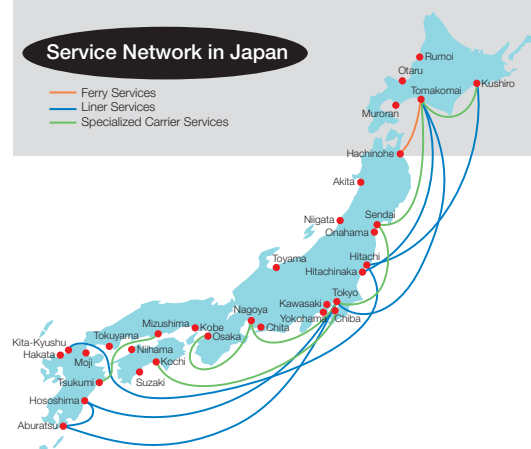 Service Network in Japan
Ferry Services
Liner Services
Specialized Carrier Services
Rumoi
Otaru
Kushiro
Tomakomai
Muroran
Hachinohe
Akita
Sendai
Niigata
Onahama
Toyama
Hitachi
Hitachinaka
Tokyo
Kawasaki
Nagoya
Yokohama
Chiba
Mizushima
Kobe
Chita
Tokuyama
Osaka
Kita-Kyushu
Niihama
Hakata
Moji
Kochi
Tsukumi
Suzaki
Hososhima
Aburatsu